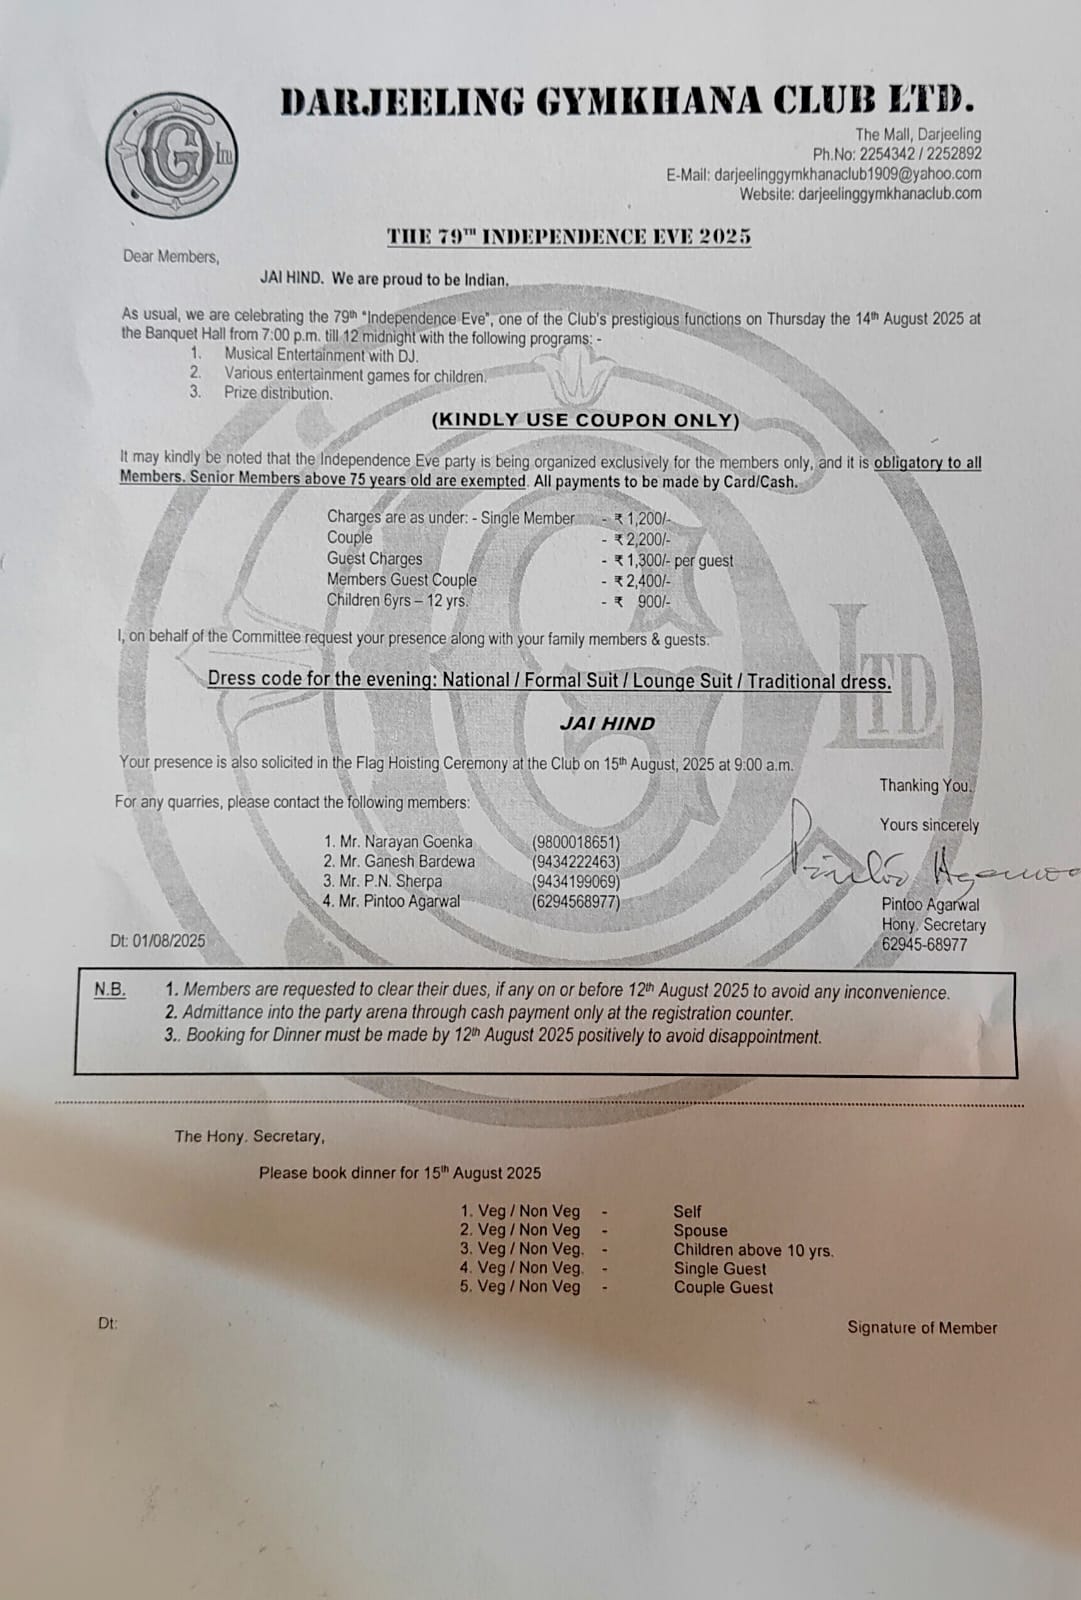 DARJEELING GYMKHANA CLUB LTD.
The Mall, Darjeeling
Ph.No: 2254342 / 2252892
E-Mail: darjeelinggymkhanaclub1909@yahoo.com
Website: darjeelinggymkhanaclub.com
THE 79TH INDEPENDENCE EVE 2025
Dear Members,
JAI HIND. We are proud to be Indian.
As usual, we are celebrating the 79th "Independence Eve", one of the Club's prestigious functions on Thursday the 14th August 2025 at
the Banquet Hall from 7:00 p.m. till 12 midnight with the following programs: -
1. Musical Entertainment with DJ.
2. Various entertainment games for children.
3. Prize distribution.
(KINDLY USE COUPON ONLY)
It may kindly be noted that the Independence Eve party is being organized exclusively for the members only, and it is obligatory to all
Members. Senior Members above 75 years old are exempted. All payments to be made by Card/Cash.
Charges are as under: - Single Member - ₹ 1,200/-
Couple - ₹ 2,200/-
Guest Charges - ₹ 1,300/- per guest
Members Guest Couple - ₹ 2,400/-
Children 6yrs – 12 yrs. - ₹ 900/-
I, on behalf of the Committee request your presence along with your family members & guests.
Dress code for the evening: National / Formal Suit / Lounge Suit / Traditional dress.
JAI HIND
Your presence is also solicited in the Flag Hoisting Ceremony at the Club on 15th August, 2025 at 9:00 a.m.
Thanking You.
For any quarries, please contact the following members:
Yours sincerely
1. Mr. Narayan Goenka (9800018651)
2. Mr. Ganesh Bardewa (9434222463)
3. Mr. P.N. Sherpa (9434199069)
4. Mr. Pintoo Agarwal (6294568977)
Pintoo Agarwal
Pintoo Agarwal
Hony. Secretary
62945-68977
Dt: 01/08/2025
N.B. 1. Members are requested to clear their dues, if any on or before 12th August 2025 to avoid any inconvenience.
2. Admittance into the party arena through cash payment only at the registration counter.
3.. Booking for Dinner must be made by 12th August 2025 positively to avoid disappointment.
The Hony. Secretary,
Please book dinner for 15th August 2025
1. Veg / Non Veg - Self
2. Veg / Non Veg - Spouse
3. Veg / Non Veg. - Children above 10 yrs.
4. Veg / Non Veg. - Single Guest
5. Veg / Non Veg - Couple Guest
Dt:
Signature of Member
LTD